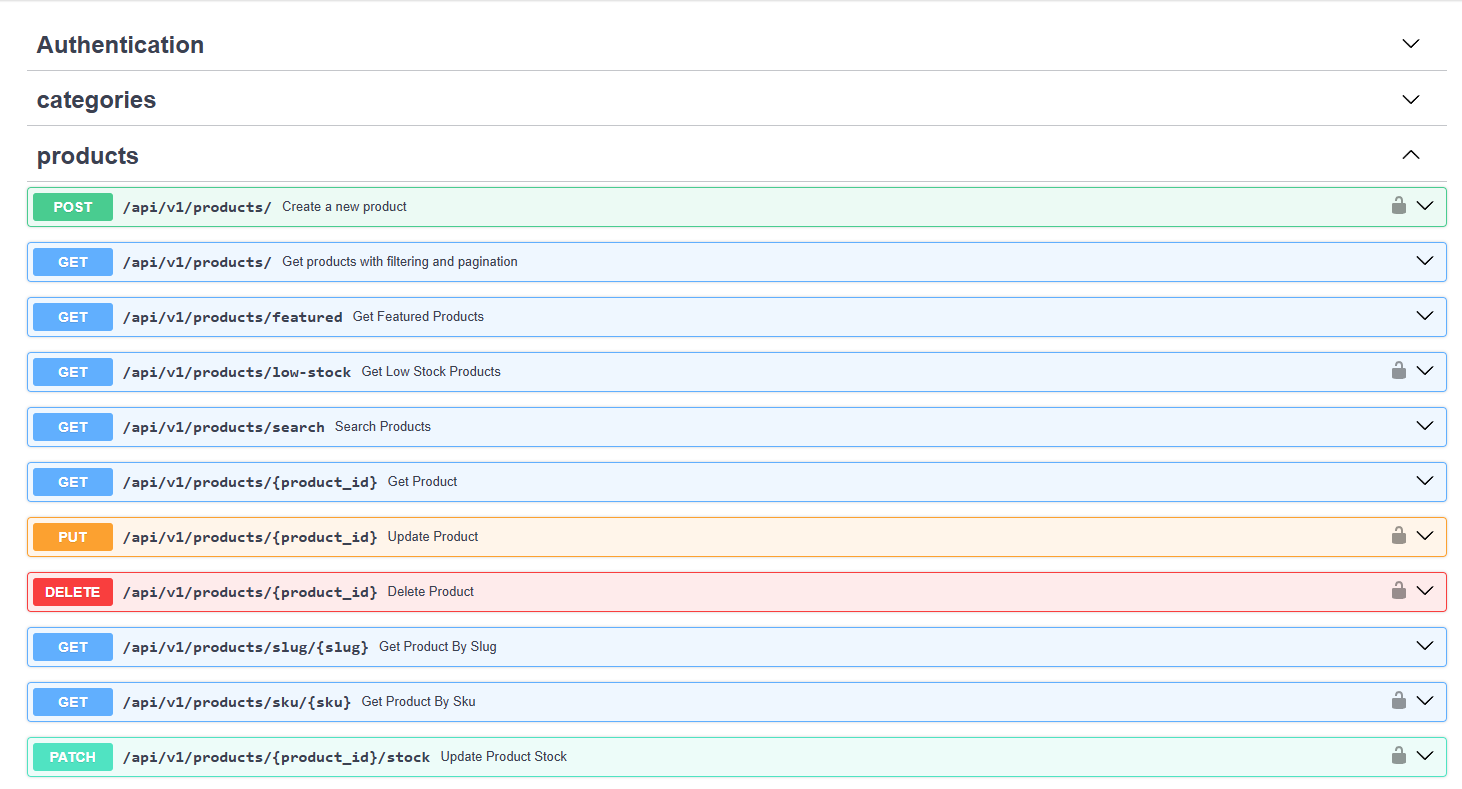 Authentication
categories
products
POST /api/v1/products/ Create a new product
GET /api/v1/products/ Get products with filtering and pagination
GET /api/v1/products/featured Get Featured Products
GET /api/v1/products/low-stock Get Low Stock Products
GET /api/v1/products/search Search Products
GET /api/v1/products/{product_id} Get Product
PUT /api/v1/products/{product_id} Update Product
DELETE /api/v1/products/{product_id} Delete Product
GET /api/v1/products/slug/{slug} Get Product By Slug
GET /api/v1/products/sku/{sku} Get Product By Sku
PATCH /api/v1/products/{product_id}/stock Update Product Stock